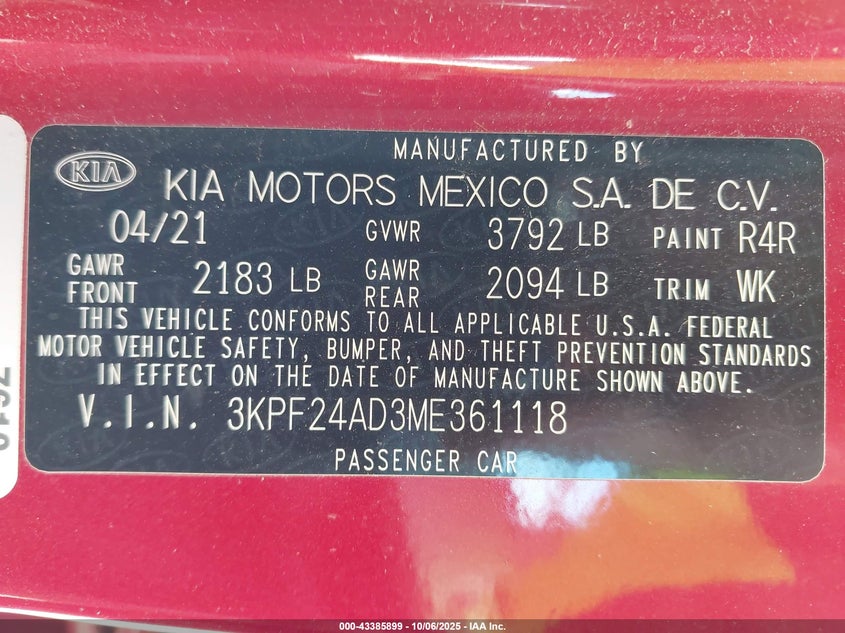 MANUFACTURED BY
KIA KIA MOTORS MEXICO S.A. DE C.V.
04/21 GVWR 3792 LB PAINT R4R
GAWR FRONT 2183 LB GAWR REAR 2094 LB TRIM WK
THIS VEHICLE CONFORMS TO ALL APPLICABLE U.S.A. FEDERAL
MOTOR VEHICLE SAFETY, BUMPER, AND THEFT PREVENTION STANDARDS
IN EFFECT ON THE DATE OF MANUFACTURE SHOWN ABOVE.
V.I.N. 3KPF24AD3ME361118
PASSENGER CAR
000-43385899 - 10/06/2025 - IAA Inc.